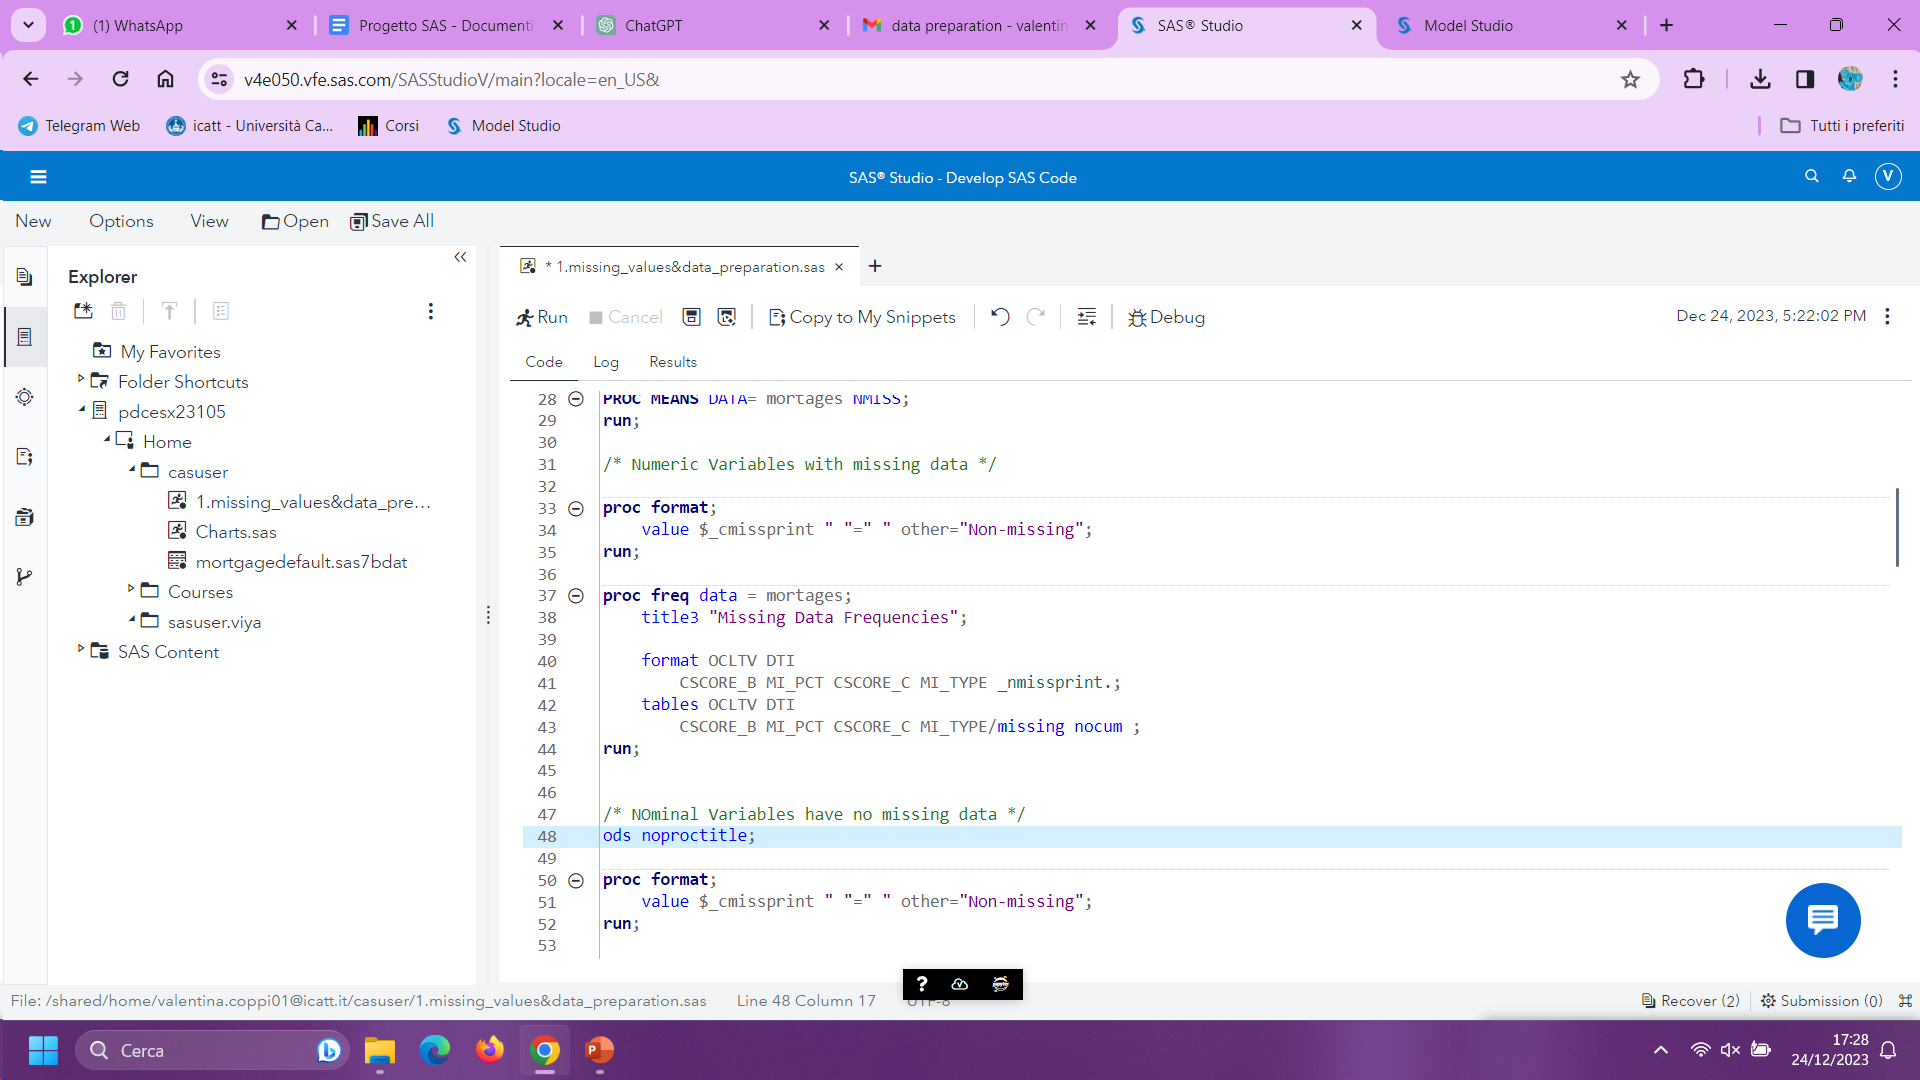 (1) WhatsApp
Progetto SAS - Documenti
ChatGPT
data preparation - valentin
SAS® Studio
Model Studio
v4e050.vfe.sas.com/SASStudioV/main?locale=en_US&
Telegram Web
icatt - Università Ca...
Corsi
Model Studio
Tutti i preferiti
SAS® Studio - Develop SAS Code
V
New
Options
View
Open
Save All
Explorer
My Favorites
Folder Shortcuts
pdcesx23105
Home
casuser
1.missing_values&data_pre...
Charts.sas
mortgagedefault.sas7bdat
Courses
sasuser.viya
SAS Content
* 1.missing_values&data_preparation.sas
Run
Cancel
Copy to My Snippets
Debug
Dec 24, 2023, 5:22:02 PM
Code
Log
Results
28 PROC MEANS DATA= mortages NMISS;
29 run;
30
31 /* Numeric Variables with missing data */
32
33 proc format;
34 value $_cmissprint " "=" " other="Non-missing";
35 run;
36
37 proc freq data = mortages;
38 title3 "Missing Data Frequencies";
39
40 format OCLTV DTI
41 CSCORE_B MI_PCT CSCORE_C MI_TYPE _nmissprint.;
42 tables OCLTV DTI
43 CSCORE_B MI_PCT CSCORE_C MI_TYPE/missing nocum ;
44 run;
45
46
47 /* NOminal Variables have no missing data */
48 ods noproctitle;
49
50 proc format;
51 value $_cmissprint " "=" " other="Non-missing";
52 run;
53
File: /shared/home/valentina.coppi01@icatt.it/casuser/1.missing_values&data_preparation.sas
Line 48 Column 17
UTF-8
Recover (2)
Submission (0)
Cerca
17:28
24/12/2023